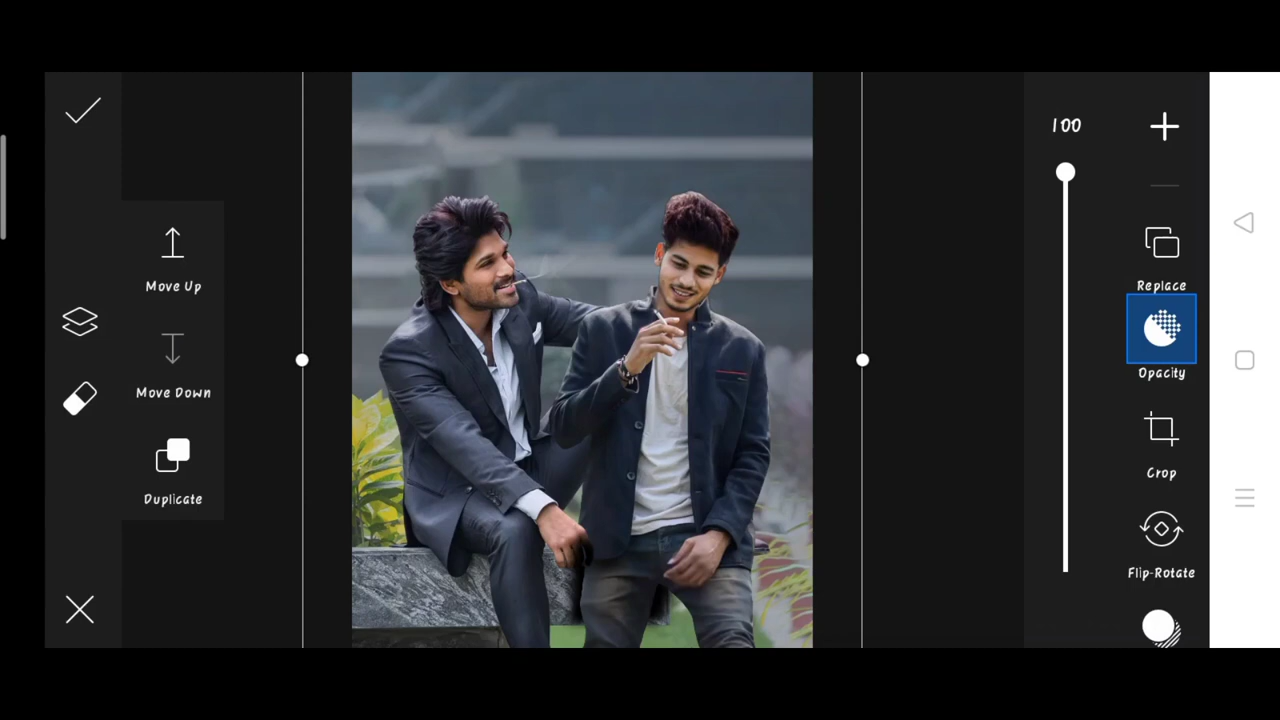 Move Up
Move Down
Duplicate
100
Replace
Opacity
Crop
Flip-Rotate